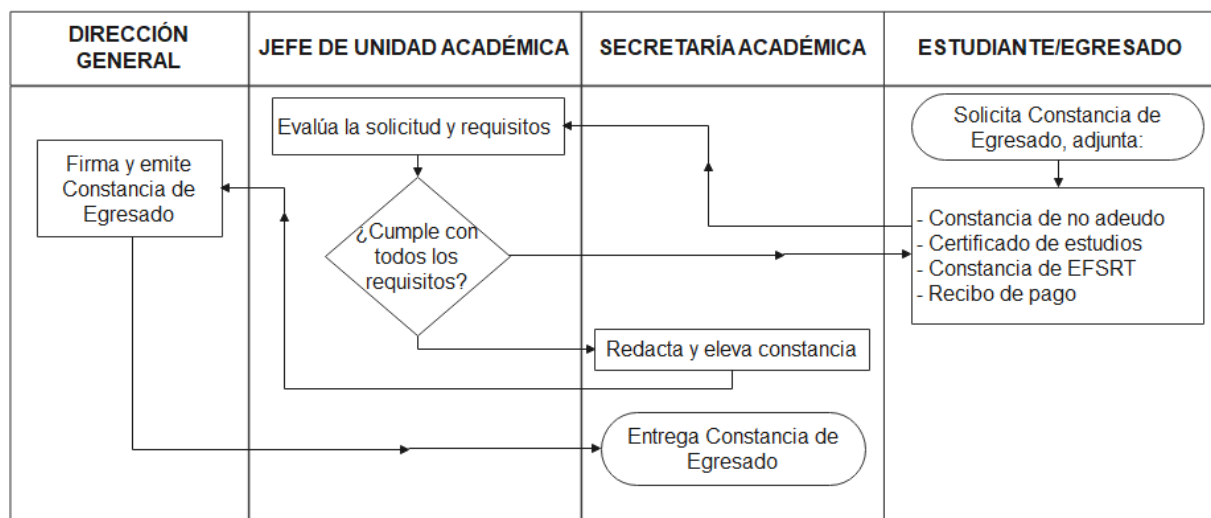 DIRECCIÓN
GENERAL
JEFE DE UNIDAD ACADÉMICA
SECRETARÍA ACADÉMICA
ESTUDIANTE/EGRESADO
Solicita Constancia de
Egresado, adjunta:
- Constancia de no adeudo
- Certificado de estudios
- Constancia de EFSRT
- Recibo de pago
Evalúa la solicitud y requisitos
¿Cumple con
todos los
requisitos?
Redacta y eleva constancia
Firma y emite
Constancia de
Egresado
Entrega Constancia de
Egresado